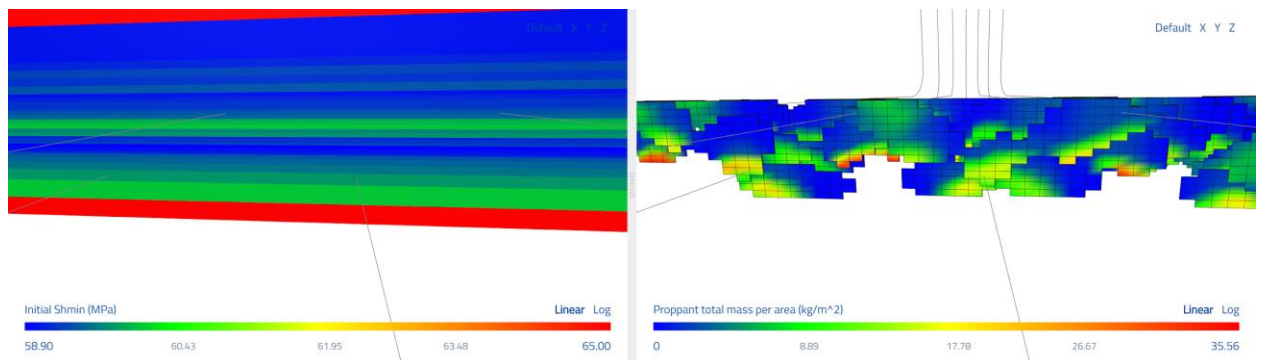 Default X Y Z
Default X Y Z
Initial Shmin (MPa)
Linear Log
58.90 60.43 61.95 63.48 65.00
Proppant total mass per area (kg/m^2)
Linear Log
0 8.89 17.78 26.67 35.56